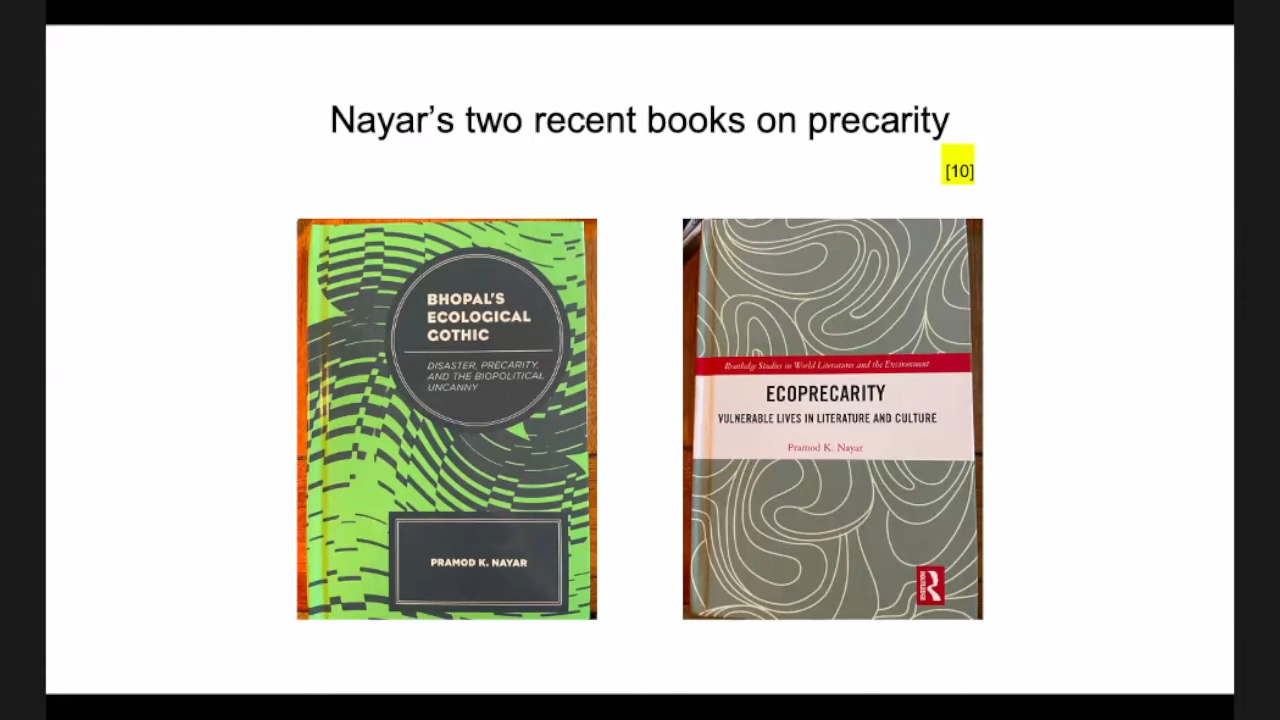 Nayar's two recent books on precarity
[10]
BHOPAL'S
ECOLOGICAL
GOTHIC
DISASTER, PRECARITY,
AND THE BIOPOLITICAL
UNCANNY
PRAMOD K. NAYAR
Routledge Studies in World Literatures and the Environment
ECOPRECARITY
VULNERABLE LIVES IN LITERATURE AND CULTURE
Pramod K. Nayar
ROUTLEDGE